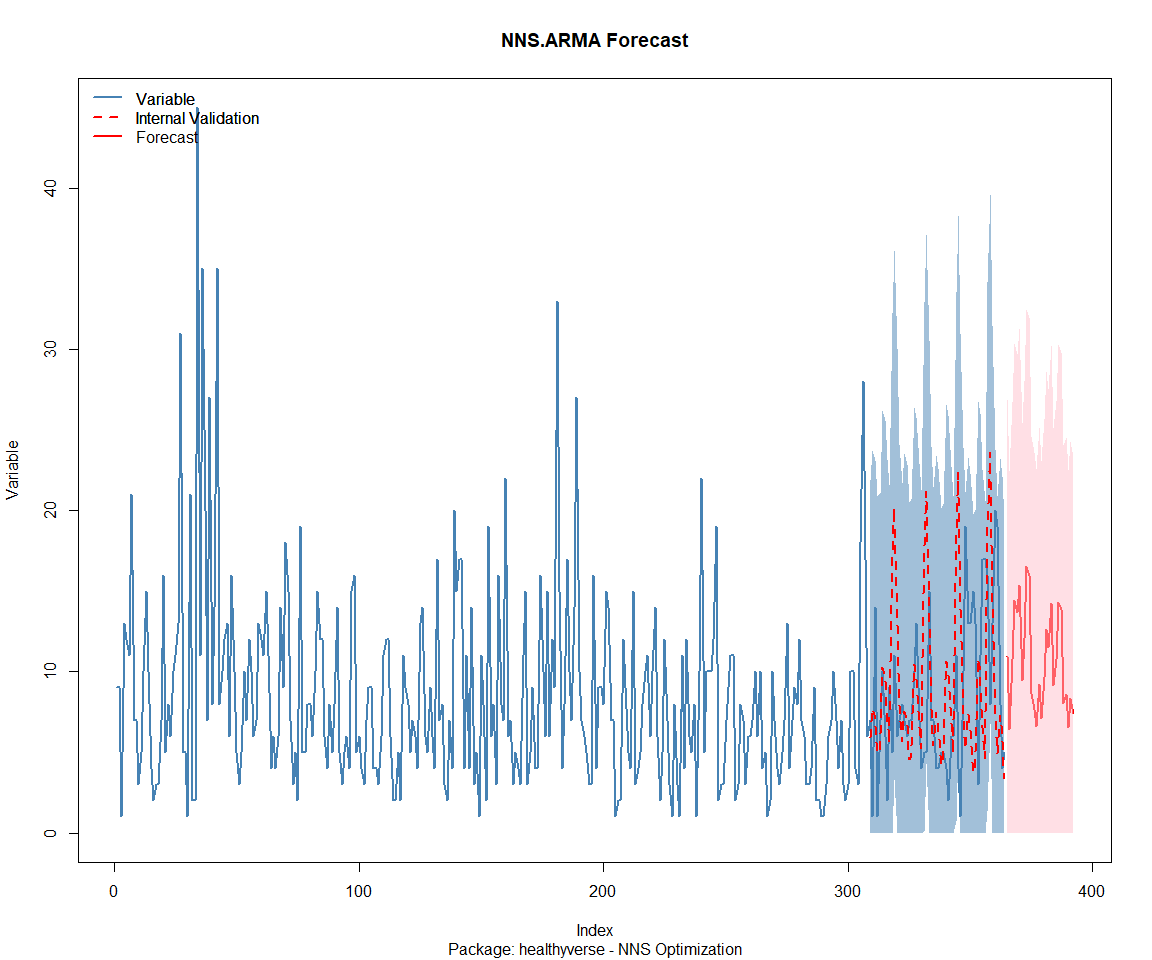 NNS.ARMA Forecast
Variable
Internal Validation
Forecast
Variable
40
30
20
10
0
0 100 200 300 400
Index
Package: healthyverse - NNS Optimization